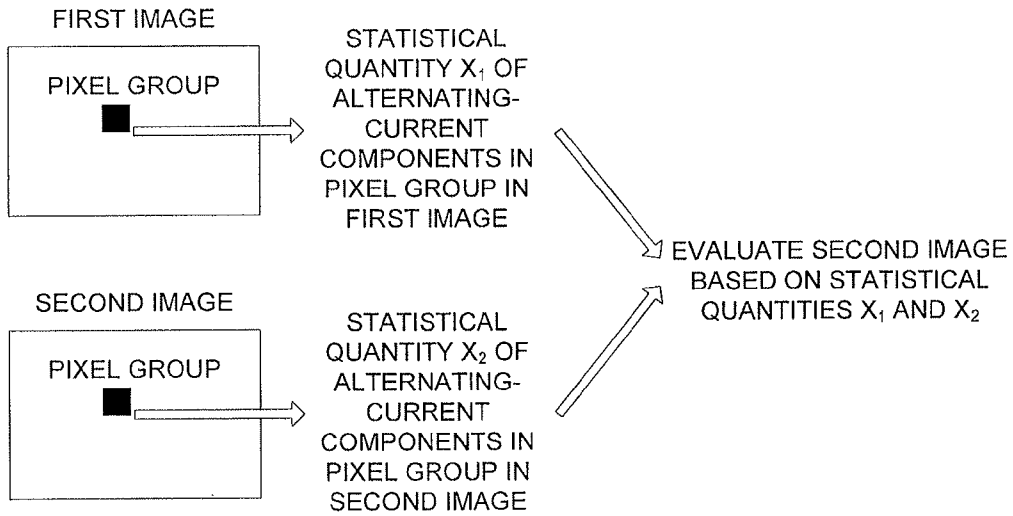 FIRST IMAGE
PIXEL GROUP
STATISTICAL
QUANTITY X₁ OF
ALTERNATING-
CURRENT
COMPONENTS IN
PIXEL GROUP IN
FIRST IMAGE
SECOND IMAGE
PIXEL GROUP
STATISTICAL
QUANTITY X₂ OF
ALTERNATING-
CURRENT
COMPONENTS IN
PIXEL GROUP IN
SECOND IMAGE
EVALUATE SECOND IMAGE
BASED ON STATISTICAL
QUANTITIES X₁ AND X₂